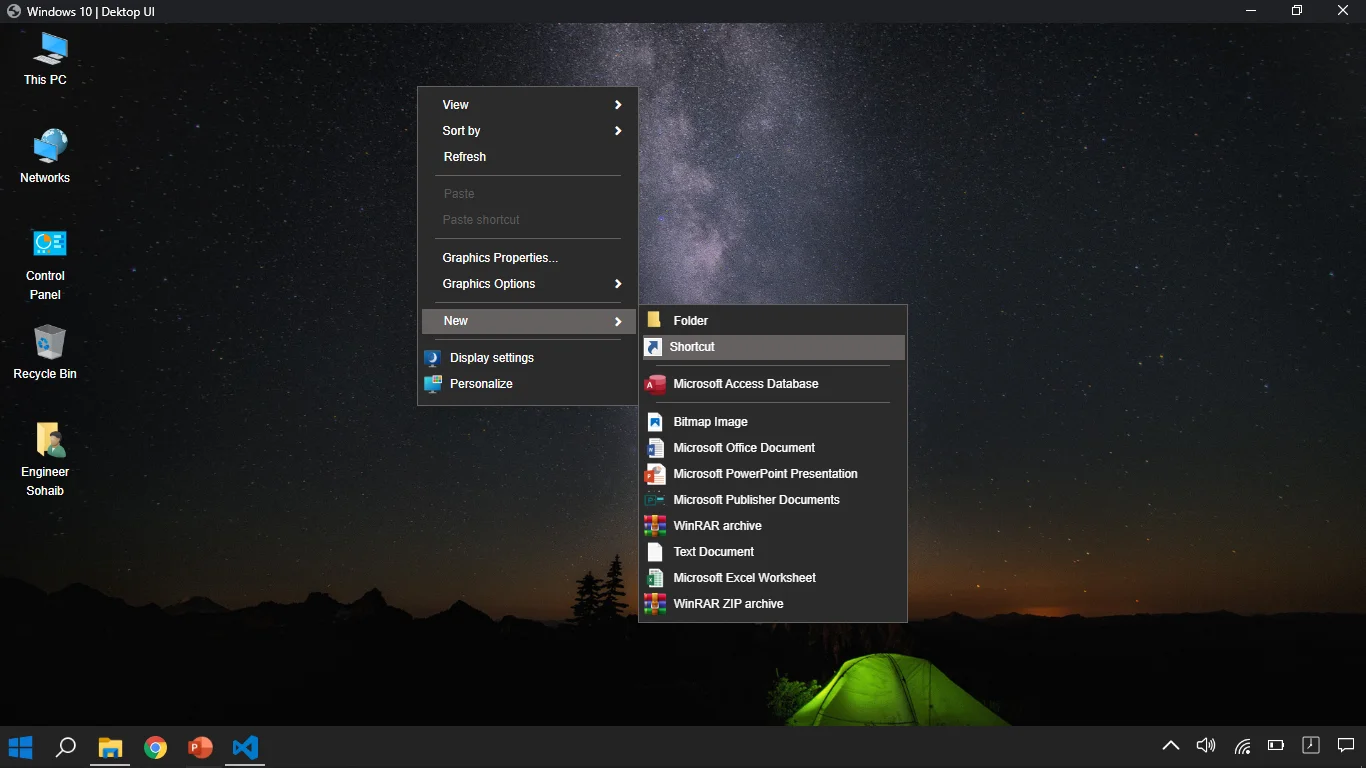 Windows 10 | Dektop UI
This PC
Networks
Control
Panel
Recycle Bin
Engineer
Sohaib
View
Sort by
Refresh
Paste
Paste shortcut
Graphics Properties...
Graphics Options
New
Display settings
Personalize
Folder
Shortcut
Microsoft Access Database
Bitmap Image
Microsoft Office Document
Microsoft PowerPoint Presentation
Microsoft Publisher Documents
WinRAR archive
Text Document
Microsoft Excel Worksheet
WinRAR ZIP archive